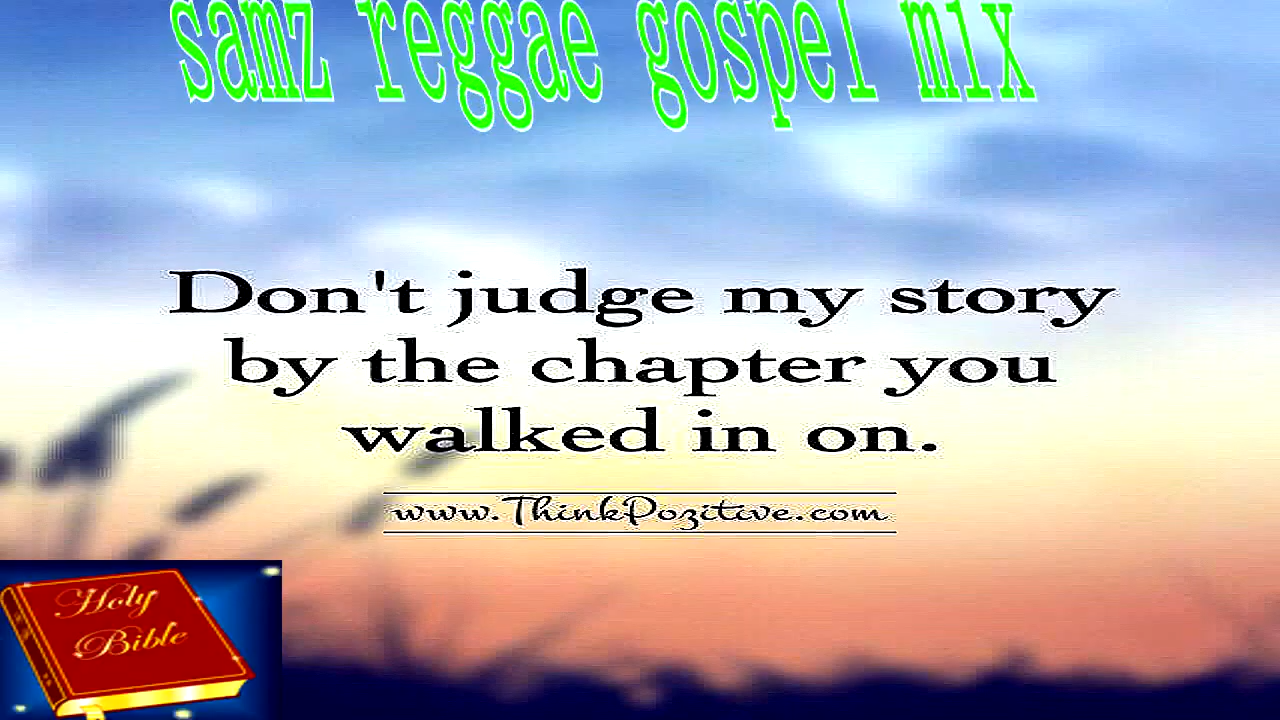 samz reggae gospel mix
Don't judge my story
by the chapter you
walked in on.
www.ThinkPozitive.com
Holy
Bible